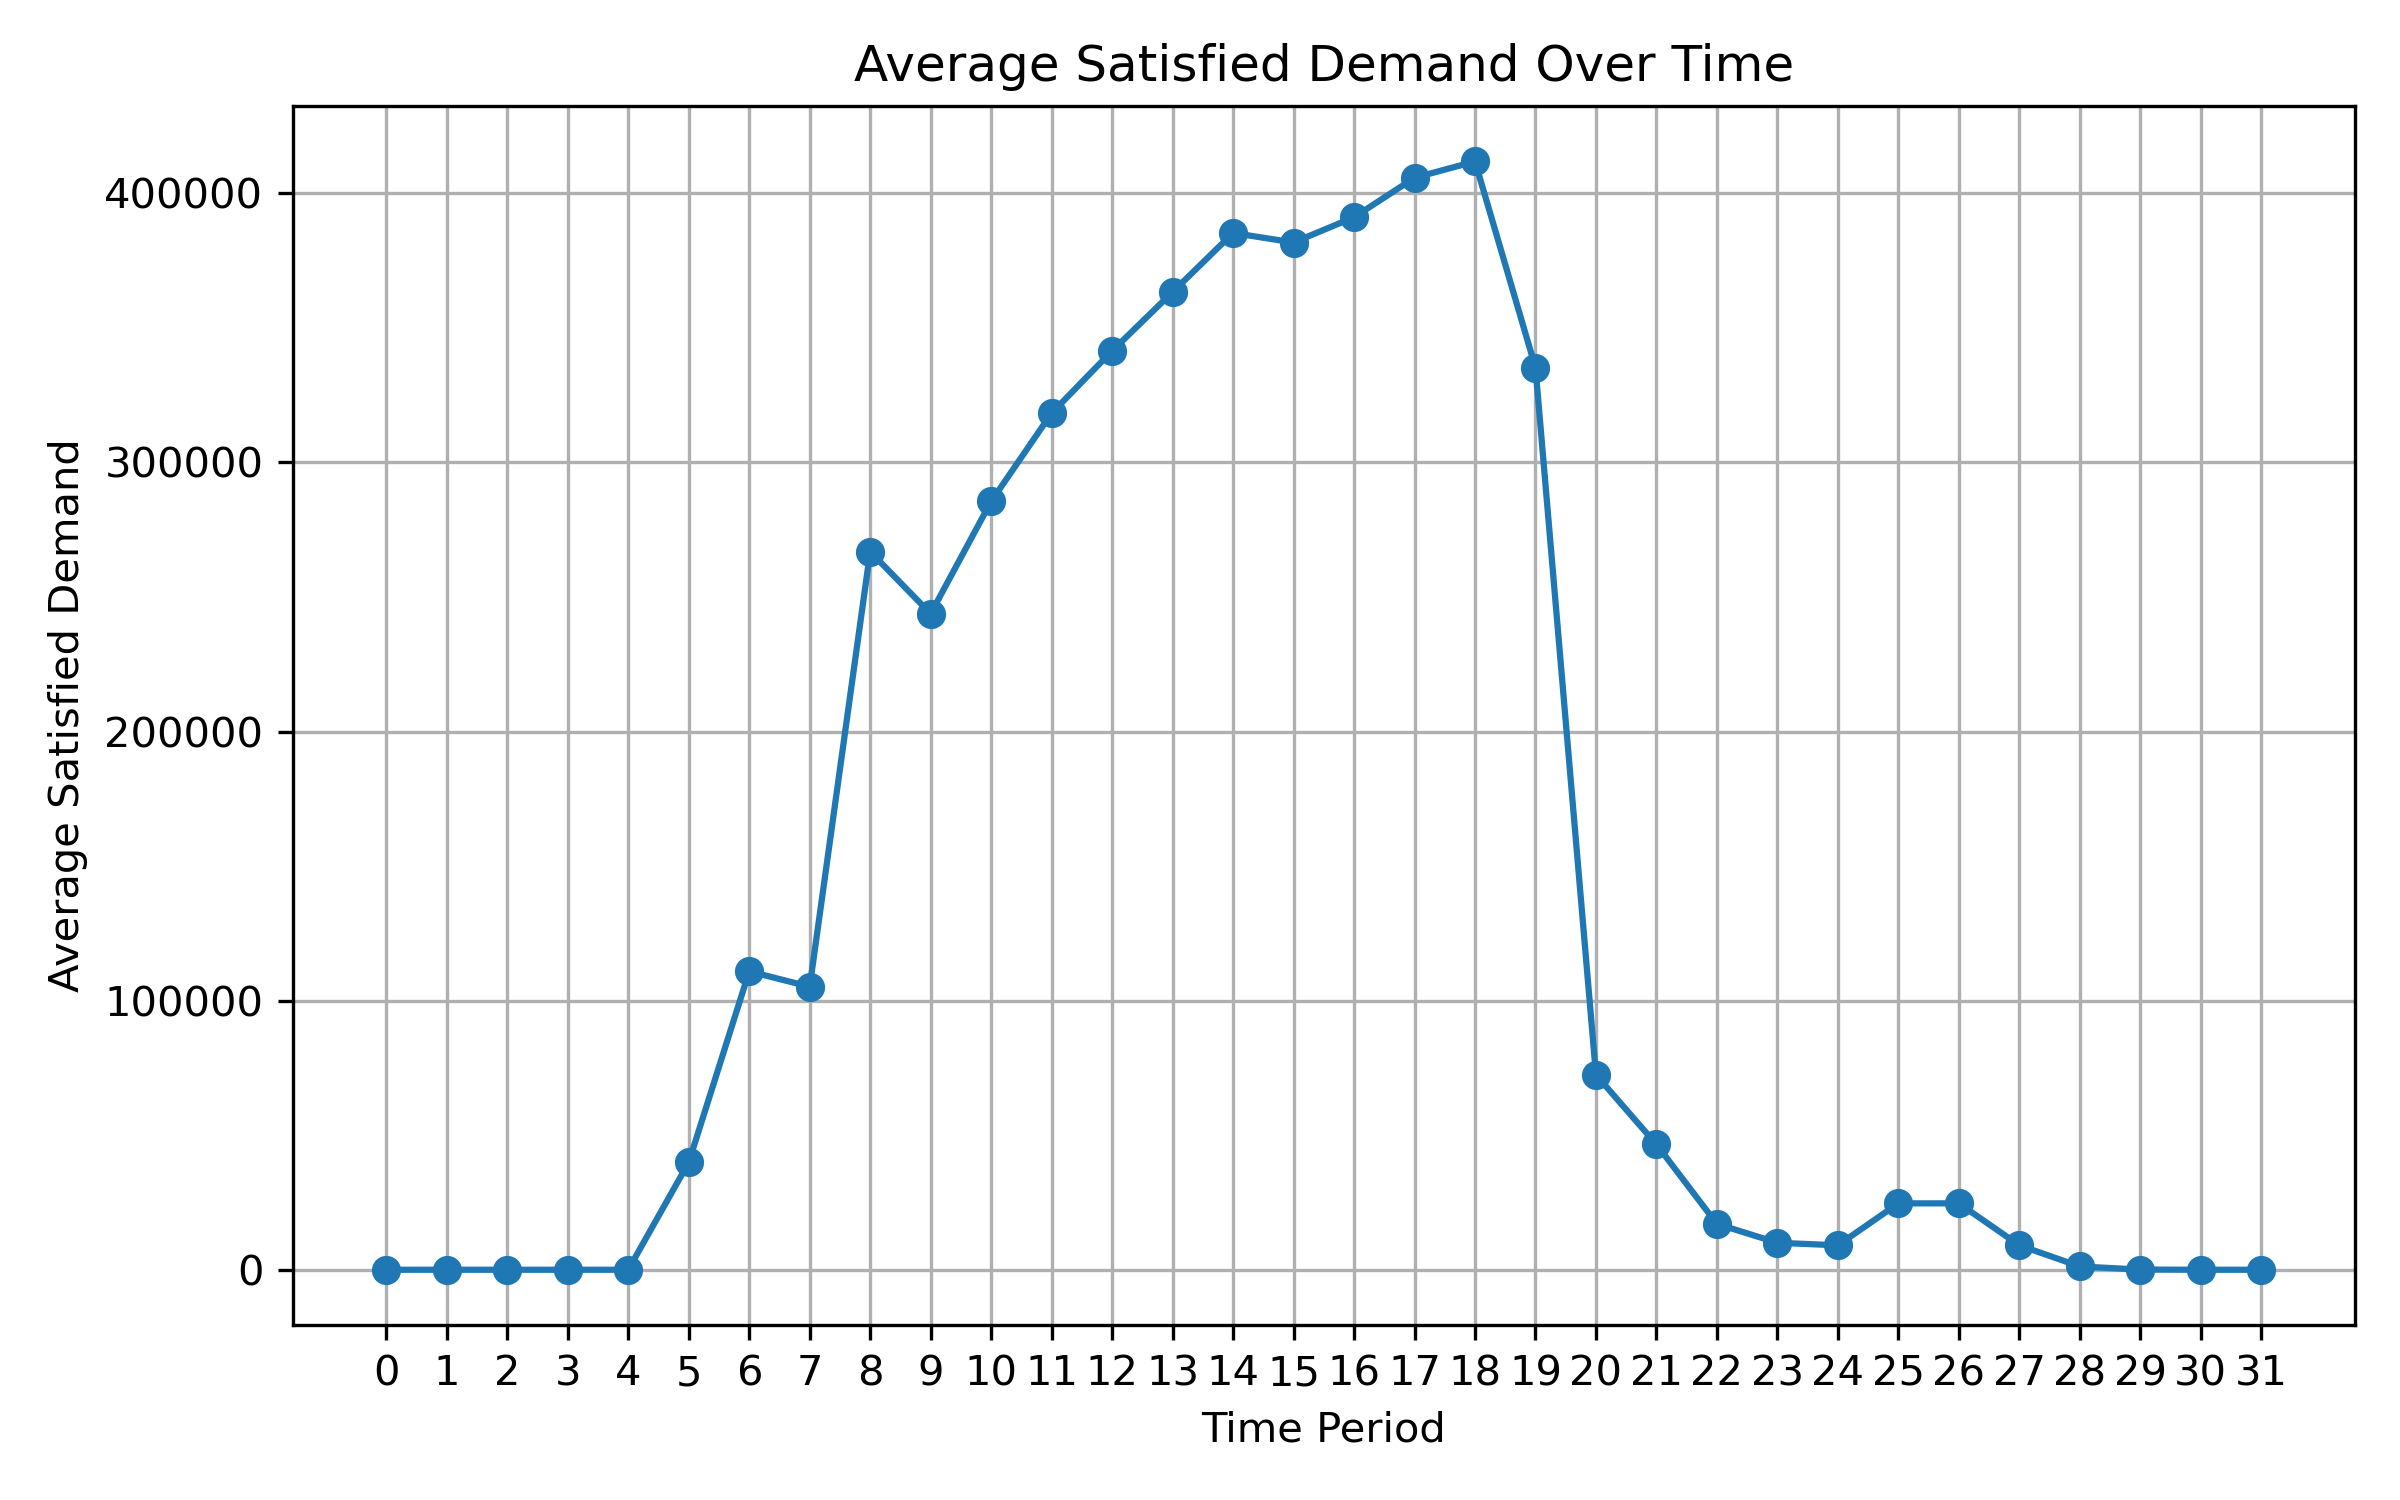 Average Satisfied Demand Over Time
Average Satisfied Demand
400000
300000
200000
100000
0
0 1 2 3 4 5 6 7 8 9 10 11 12 13 14 15 16 17 18 19 20 21 22 23 24 25 26 27 28 29 30 31
Time Period